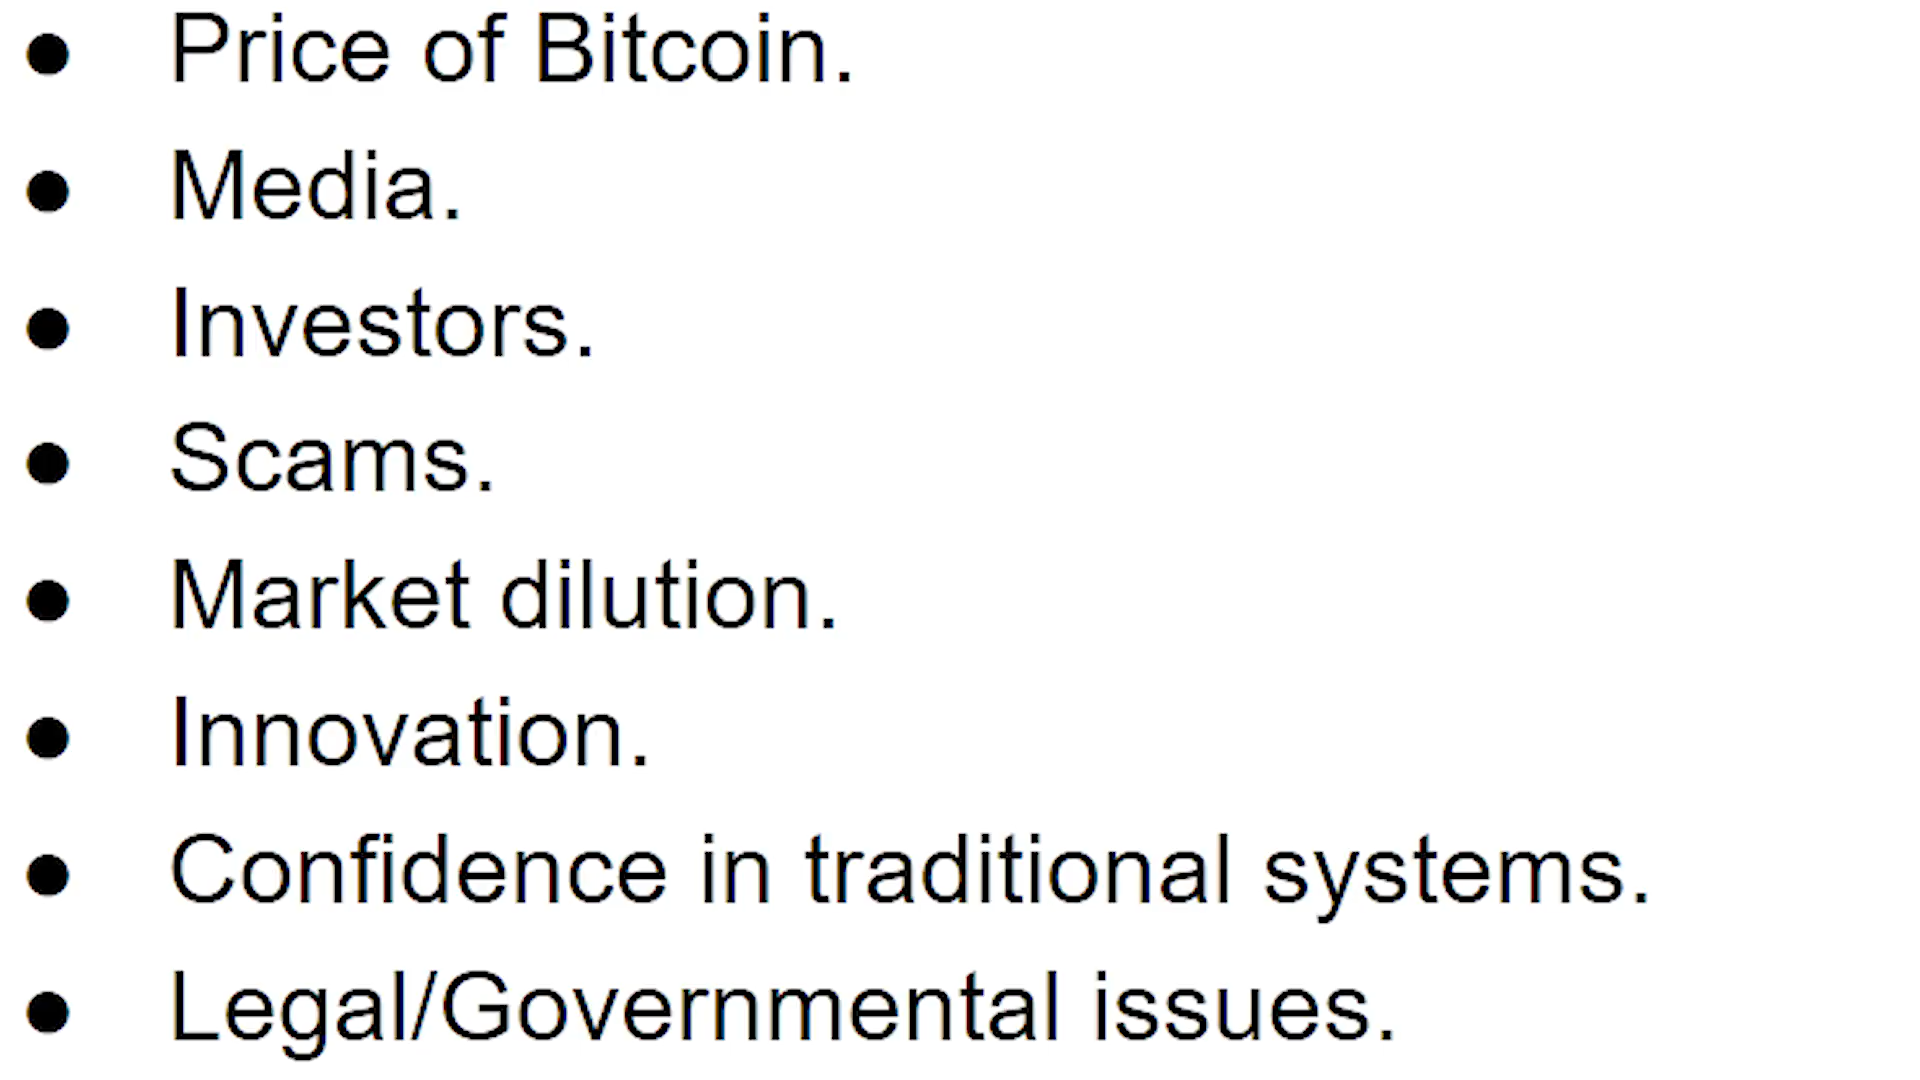 ● Price of Bitcoin.
● Media.
● Investors.
● Scams.
● Market dilution.
● Innovation.
● Confidence in traditional systems.
● Legal/Governmental issues.